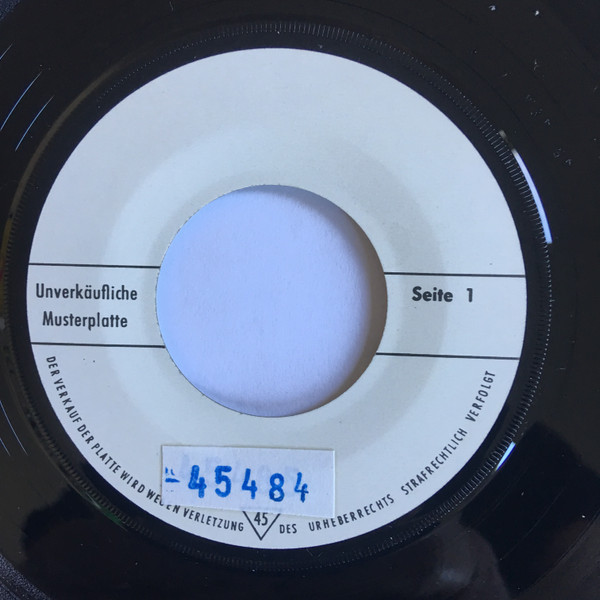 Unverkäufliche
Musterplatte
Seite 1
45484
DER VERKAUF DER PLATTE WIRD WEGEN VERLETZUNG DES URHEBERRECHTS STRAFRECHTLICH VERFOLGT
45